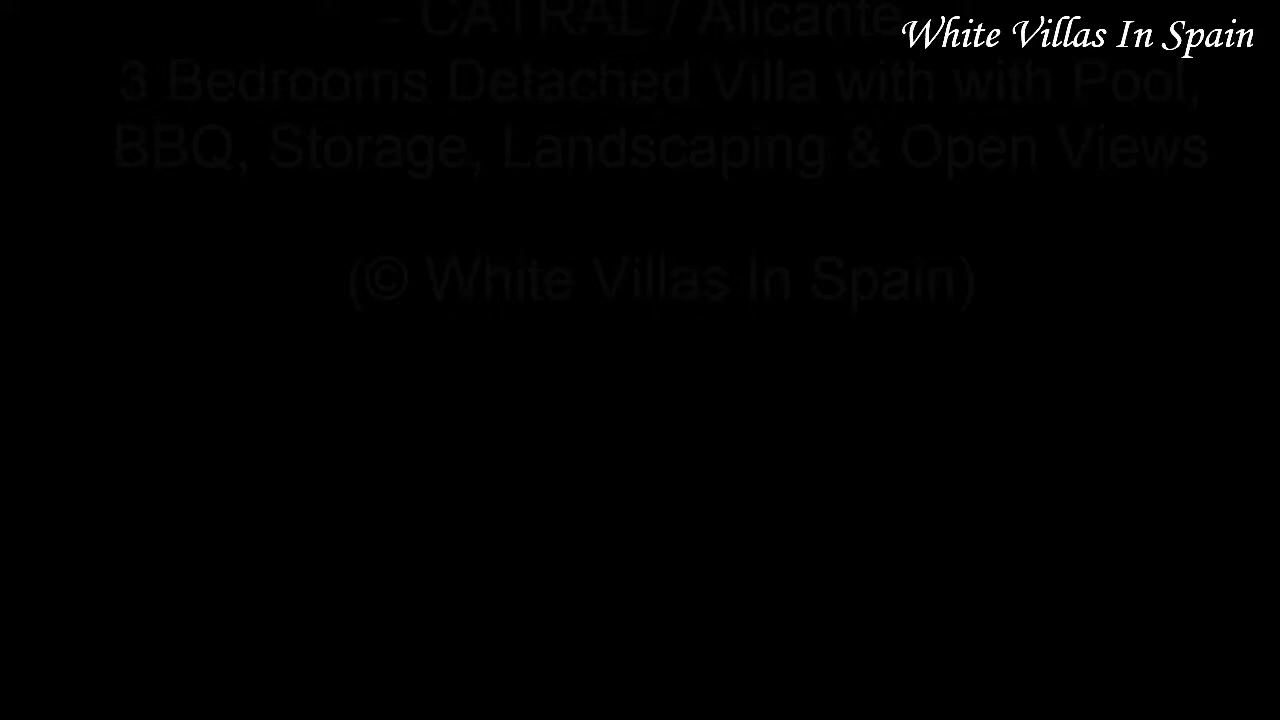 White Villas In Spain
- CATRAL / Alicante -
3 Bedrooms Detached Villa with with Pool,
BBQ, Storage, Landscaping & Open Views
(© White Villas In Spain)